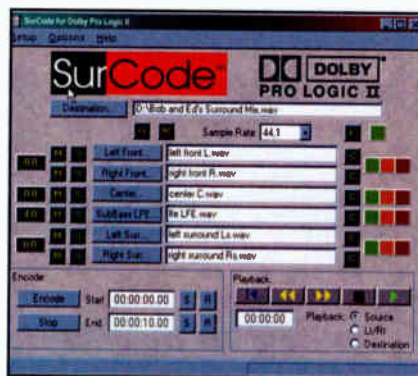 SurCode for Dolby Pro Logic II
Setup Options Help
SurCode™
DOLBY®
PRO LOGIC II
Destination... D:\Bob and Ed's Surround Mix.wav
Sample Rate: 44.1
Left Front... left front L.wav
Right Front... right front R.wav
Center... center C.wav
SubBass LFE... lfe LFE.wav
Left Surr... left surround Ls.wav
Right Surr... right surround Rs.wav
Encode:
Encode Start 00:00:00.00 S R
Stop End 00:00:10.00 S R
Playback:
00:00:00 Playback: Source
Lt/Rt
Destination